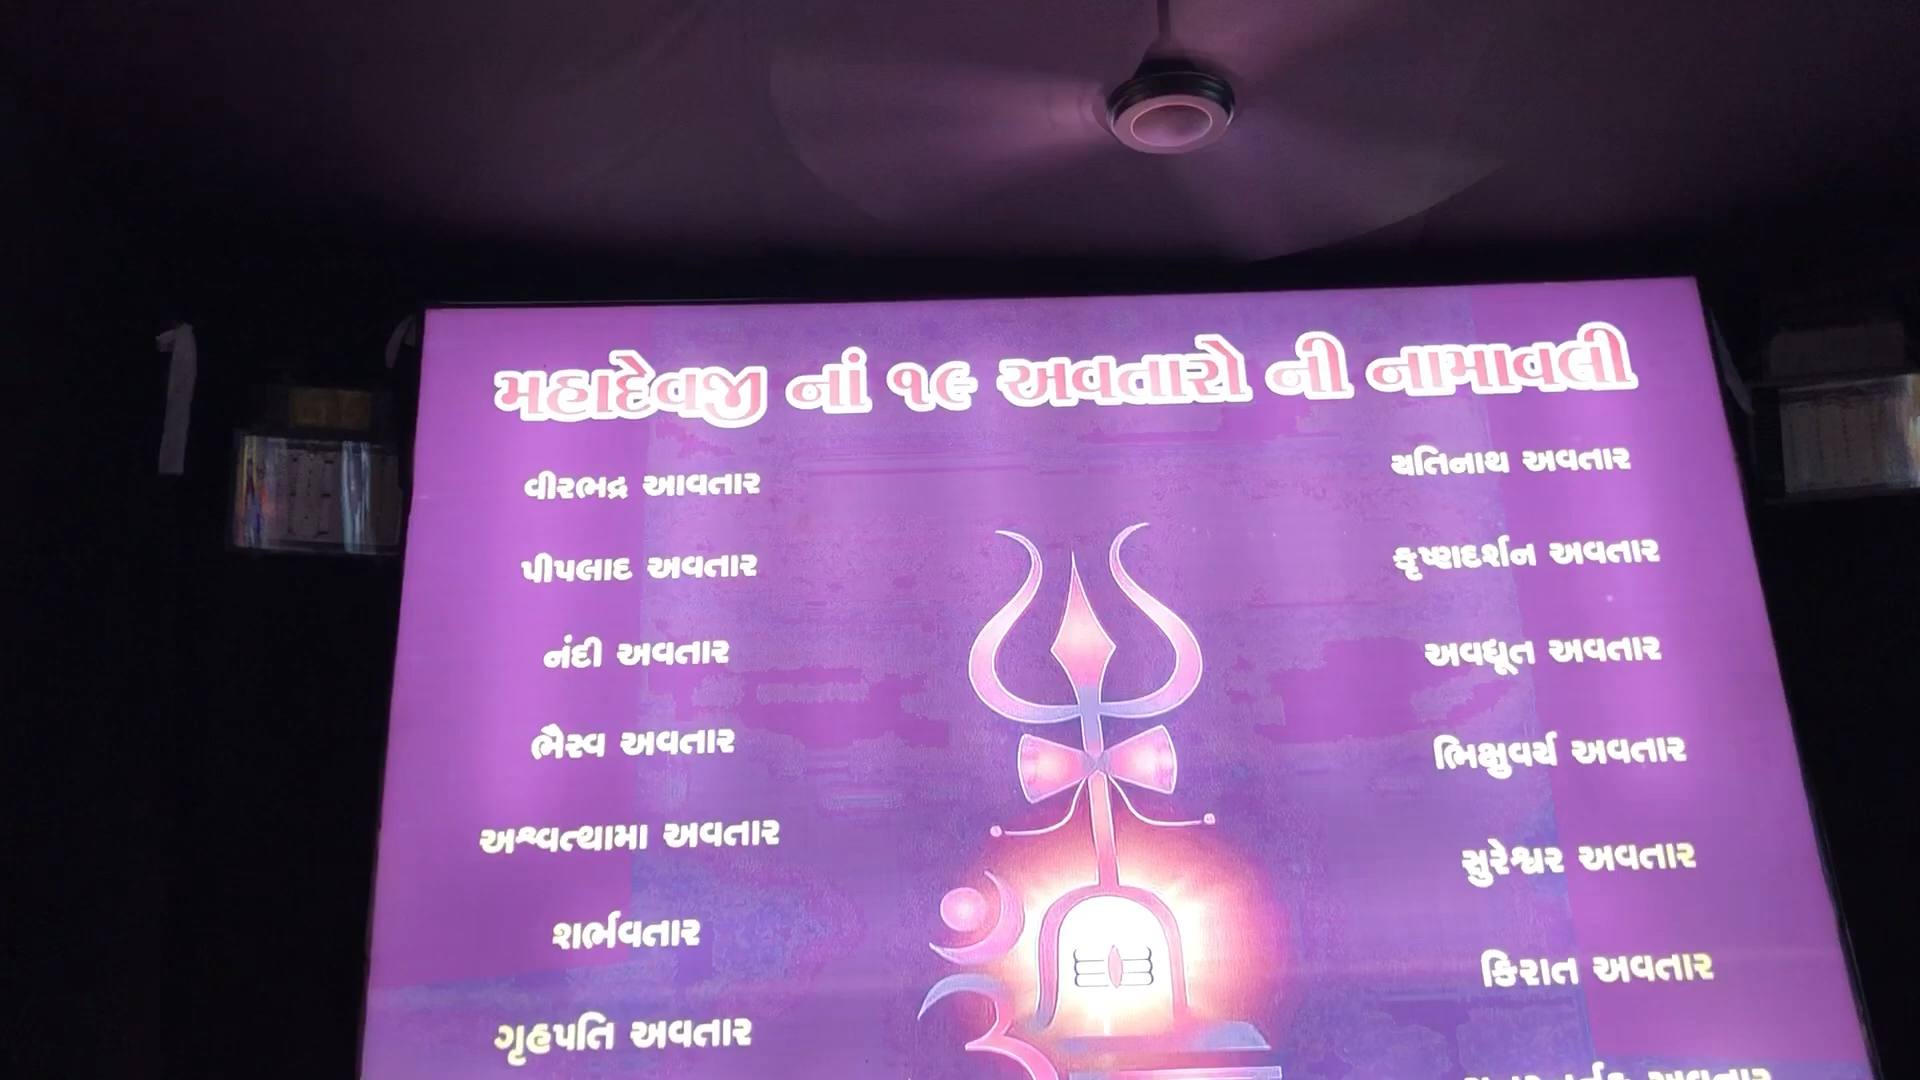 મહાદેવજી નાં ૧૯ અવતારો ની નામાવલી
વીરભદ્ર આવતાર
પીપલાદ અવતાર
નંદી અવતાર
ભૈરવ અવતાર
અશ્વત્થામા અવતાર
શર્ભવતાર
ગૃહપતિ અવતાર
યતિનાથ અવતાર
કૃષ્ણદર્શન અવતાર
અવધૂત અવતાર
ભિક્ષુવર્ય અવતાર
સુરેશ્વર અવતાર
કિરાત અવતાર
અવતાર